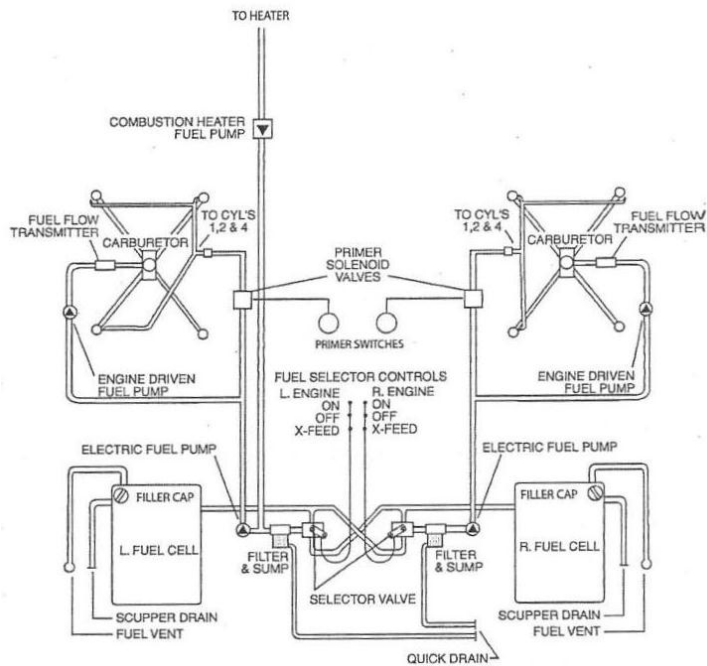 TO HEATER
COMBUSTION HEATER
FUEL PUMP
FUEL FLOW
TRANSMITTER
CARBURETOR
TO CYL'S
1,2 & 4
PRIMER
SOLENOID
VALVES
TO CYL'S
1,2 & 4
CARBURETOR
FUEL FLOW
TRANSMITTER
PRIMER SWITCHES
ENGINE DRIVEN
FUEL PUMP
FUEL SELECTOR CONTROLS
L. ENGINE
ON
OFF
X-FEED
R. ENGINE
ON
OFF
X-FEED
ENGINE DRIVEN
FUEL PUMP
ELECTRIC FUEL PUMP
ELECTRIC FUEL PUMP
FILLER CAP
L. FUEL CELL
FILTER
& SUMP
SELECTOR VALVE
FILTER
& SUMP
FILLER CAP
R. FUEL CELL
SCUPPER DRAIN
FUEL VENT
SCUPPER DRAIN
FUEL VENT
QUICK DRAIN